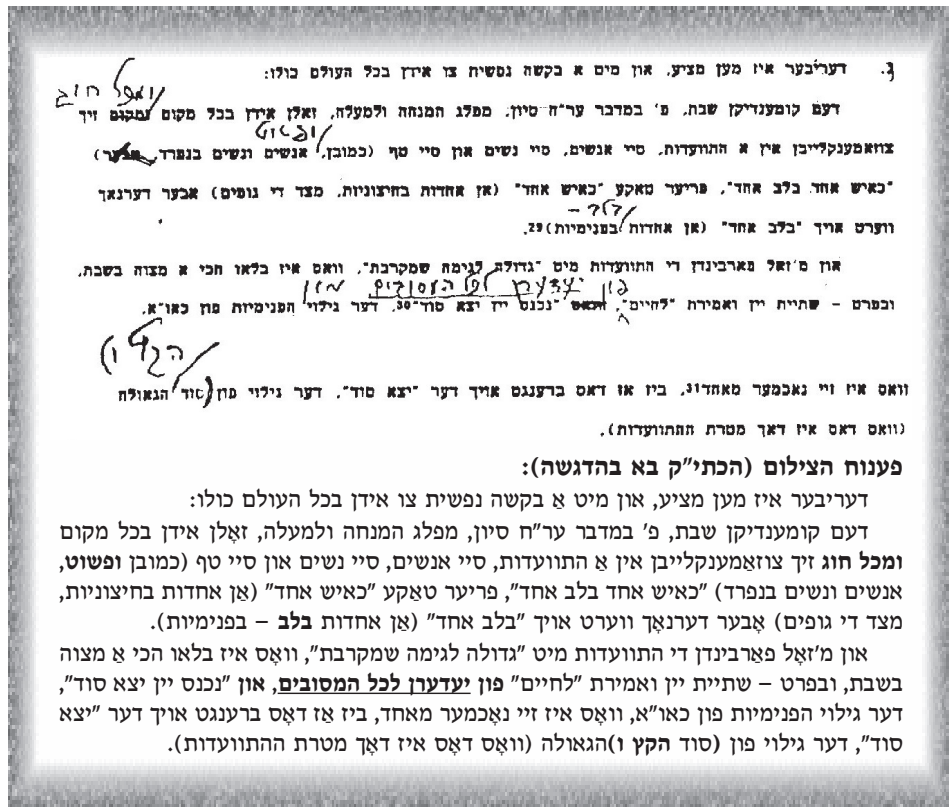 ג. דעריבער איז מען מציע, און מים א בקשה נפשית צו אידן בכל העולם כולו:
ומכל חוג
דעם קומענדיקן שבת, פ' במדבר ער"ח סיון, מפלג המנחה ולמעלה, זאלן אידן בכל מקום ומקום זיך
ופשוט
צוזאמענקלייבן אין א התוועדות, סיי אנשים, סיי נשים און סיי טף (כמובן, אנשים ונשים בנפרד אבער)
"כאיש אחד בלב אחד", פריער טאקע "כאיש אחד" (אן אחדות בחיצוניות, מצד די גופים) אבער דערנאך
בלב –
ווערט אויך "בלב אחד" (אן אחדות בפנימיות)29.
און מ'זאל פארבינדן די התוועדות מיט "גדולה לגימה שמקרבת", וואס איז בלאו הכי א מצוה בשבת,
פון יעדערן לכל המסובים, און
ובפרט – שתיית יין ואמירת "לחיים", "נכנס יין יצא סוד"30, דער גילוי הפנימיות פון כאו"א,
הקץ ו
וואס איז זיי נאכמער מאחד31, ביז אז דאס ברענגט אויך דער "יצא סוד", דער גילוי פון (סוד הגאולה
(וואס דאס איז דאך מטרת ההתוועדות).
פענוח הצילום (הכתי"ק בא בהדגשה):
דעריבער איז מען מציע, און מיט אַ בקשה נפשית צו אידן בכל העולם כולו:
דעם קומענדיקן שבת, פ' במדבר ער"ח סיון, מפלג המנחה ולמעלה, זאָלן אידן בכל מקום
ומכל חוג זיך צוזאַמענקלייבן אין אַ התוועדות, סיי אנשים, סיי נשים און סיי טף (כמובן ופשוט,
אנשים ונשים בנפרד) "כאיש אחד בלב אחד", פריער טאַקע "כאיש אחד" (אַן אחדות בחיצוניות,
מצד די גופים) אָבער דערנאָך ווערט אויך "בלב אחד" (אַן אחדות בלב – בפנימיות).
און מ'זאָל פאַרבינדן די התוועדות מיט "גדולה לגימה שמקרבת", וואָס איז בלאו הכי אַ מצוה
בשבת, ובפרט – שתיית יין ואמירת "לחיים" פון יעדערן לכל המסובים, און "נכנס יין יצא סוד",
דער גילוי הפנימיות פון כאו"א, וואָס איז זיי נאָכמער מאחד, ביז אַז דאָס ברענגט אויך דער "יצא
סוד", דער גילוי פון (סוד הקץ ו)הגאולה (וואָס דאָס איז דאָך מטרת ההתוועדות).